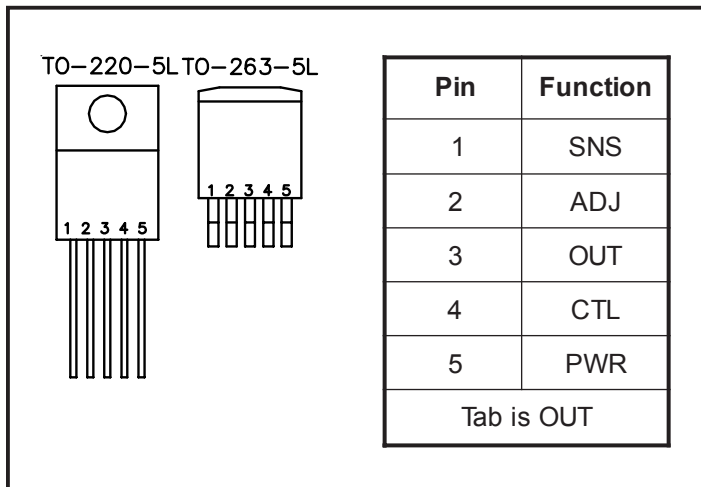 TO-220-5L TO-263-5L
1 2 3 4 5
1 2 3 4 5
Pin Function
1 SNS
2 ADJ
3 OUT
4 CTL
5 PWR
Tab is OUT